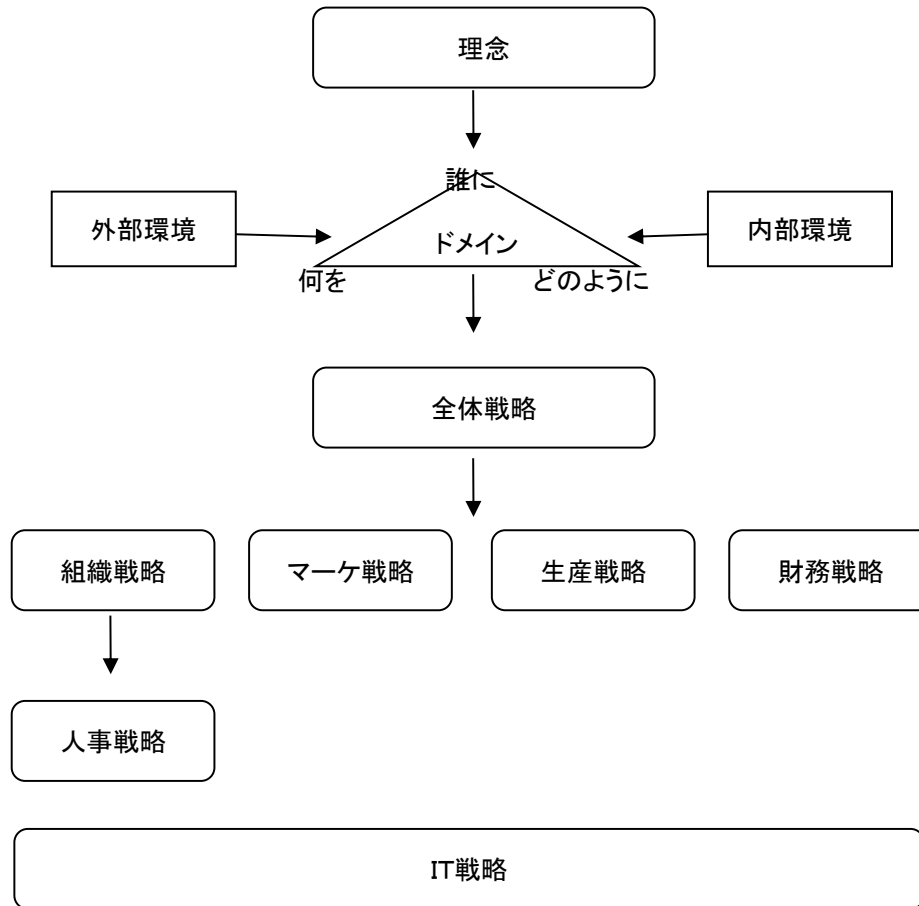 理念
誰に
外部環境
ドメイン
内部環境
何を
どのように
全体戦略
組織戦略
マーケ戦略
生産戦略
財務戦略
人事戦略
IT戦略